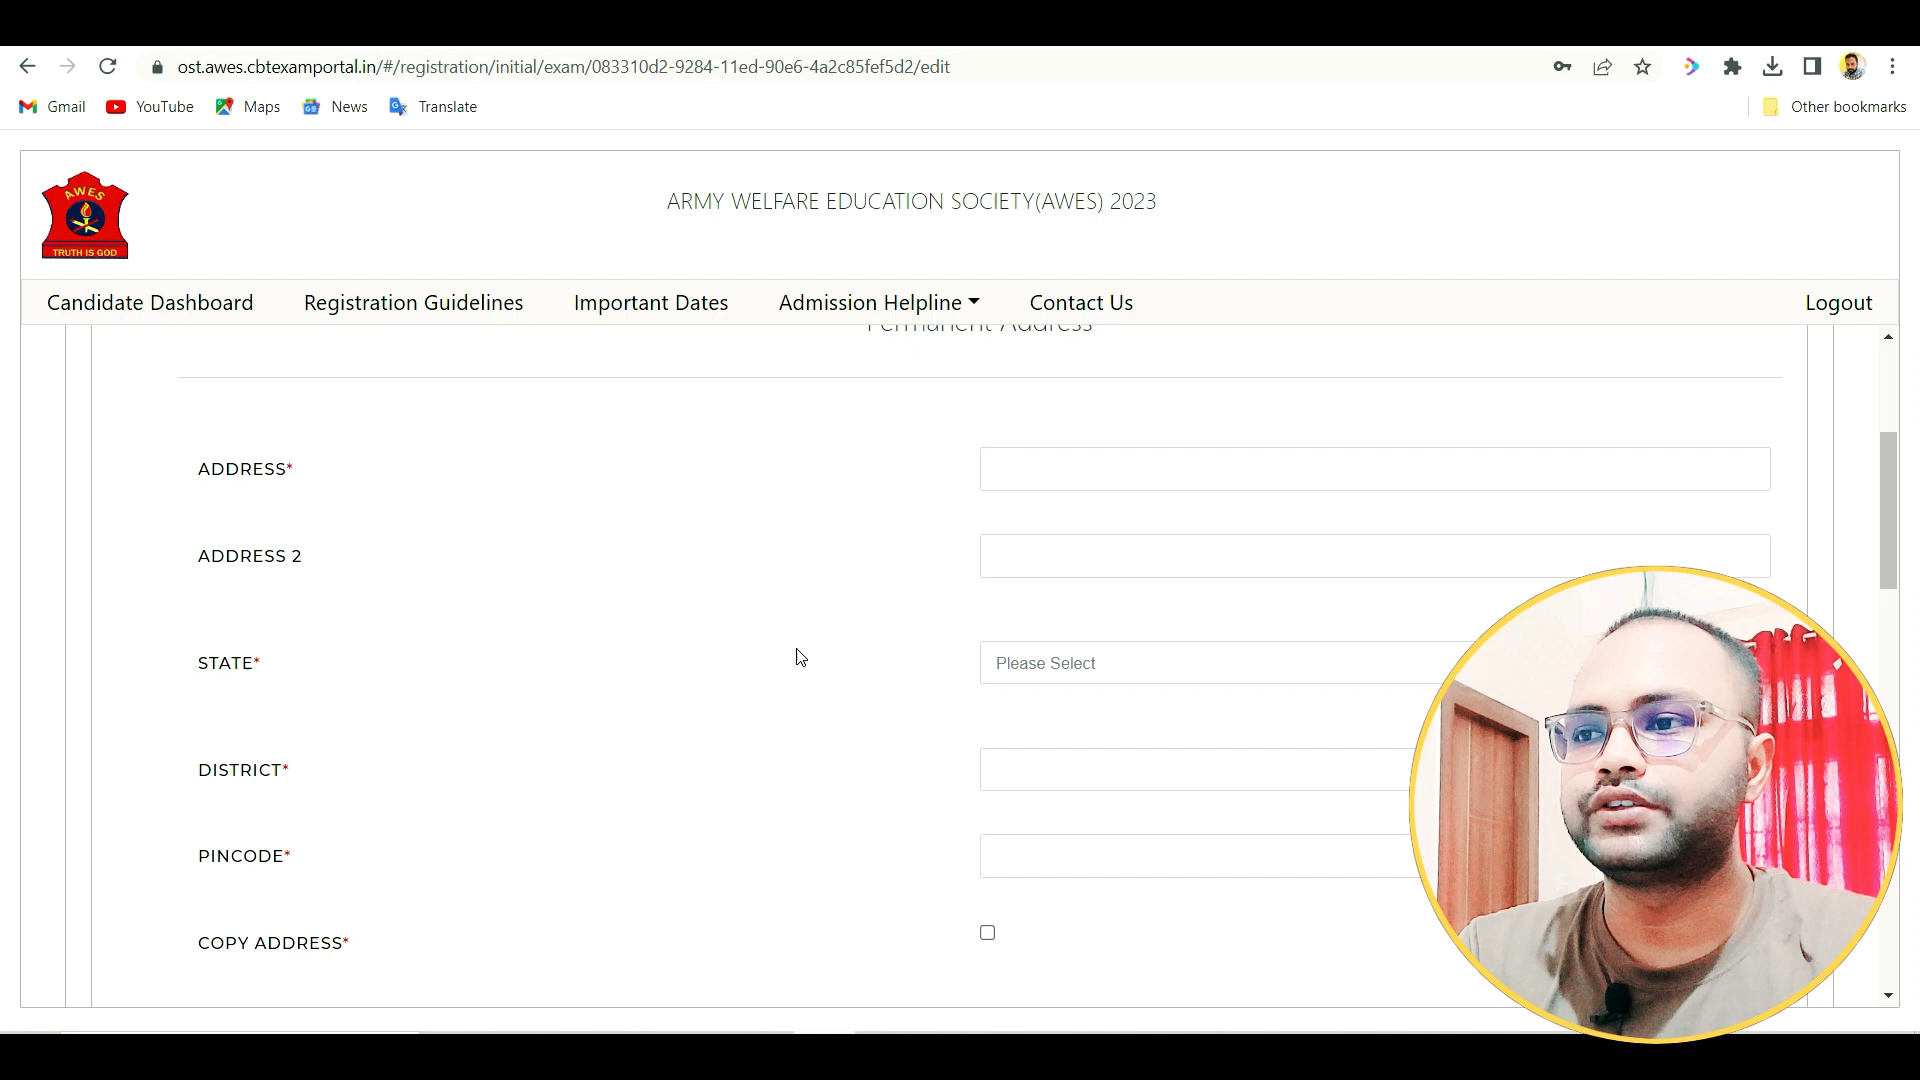 ost.awes.cbtexamportal.in/#/registration/initial/exam/083310d2-9284-11ed-90e6-4a2c85fef5d2/edit
Gmail YouTube Maps News Translate Other bookmarks
AWES
TRUTH IS GOD
ARMY WELFARE EDUCATION SOCIETY(AWES) 2023
Candidate Dashboard Registration Guidelines Important Dates Admission Helpline Contact Us Logout
Permanent Address
ADDRESS*
ADDRESS 2
STATE* Please Select
DISTRICT*
PINCODE*
COPY ADDRESS*